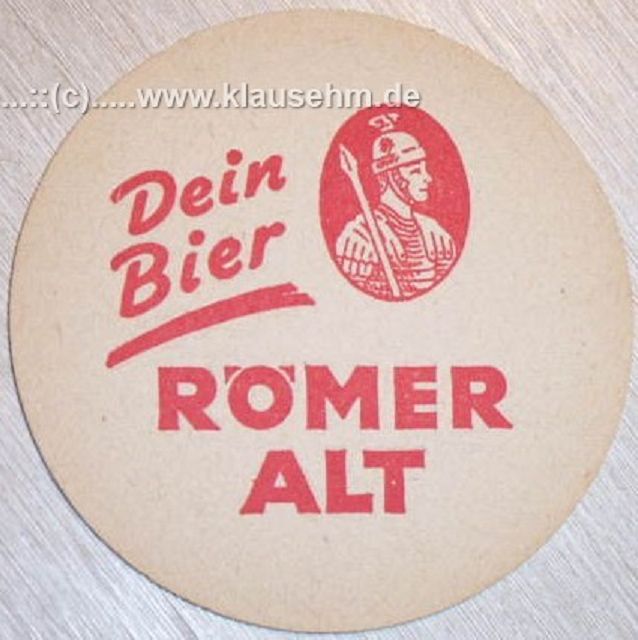 ...::(c).....www.klausehm.de
Dein
Bier
RÖMER
ALT